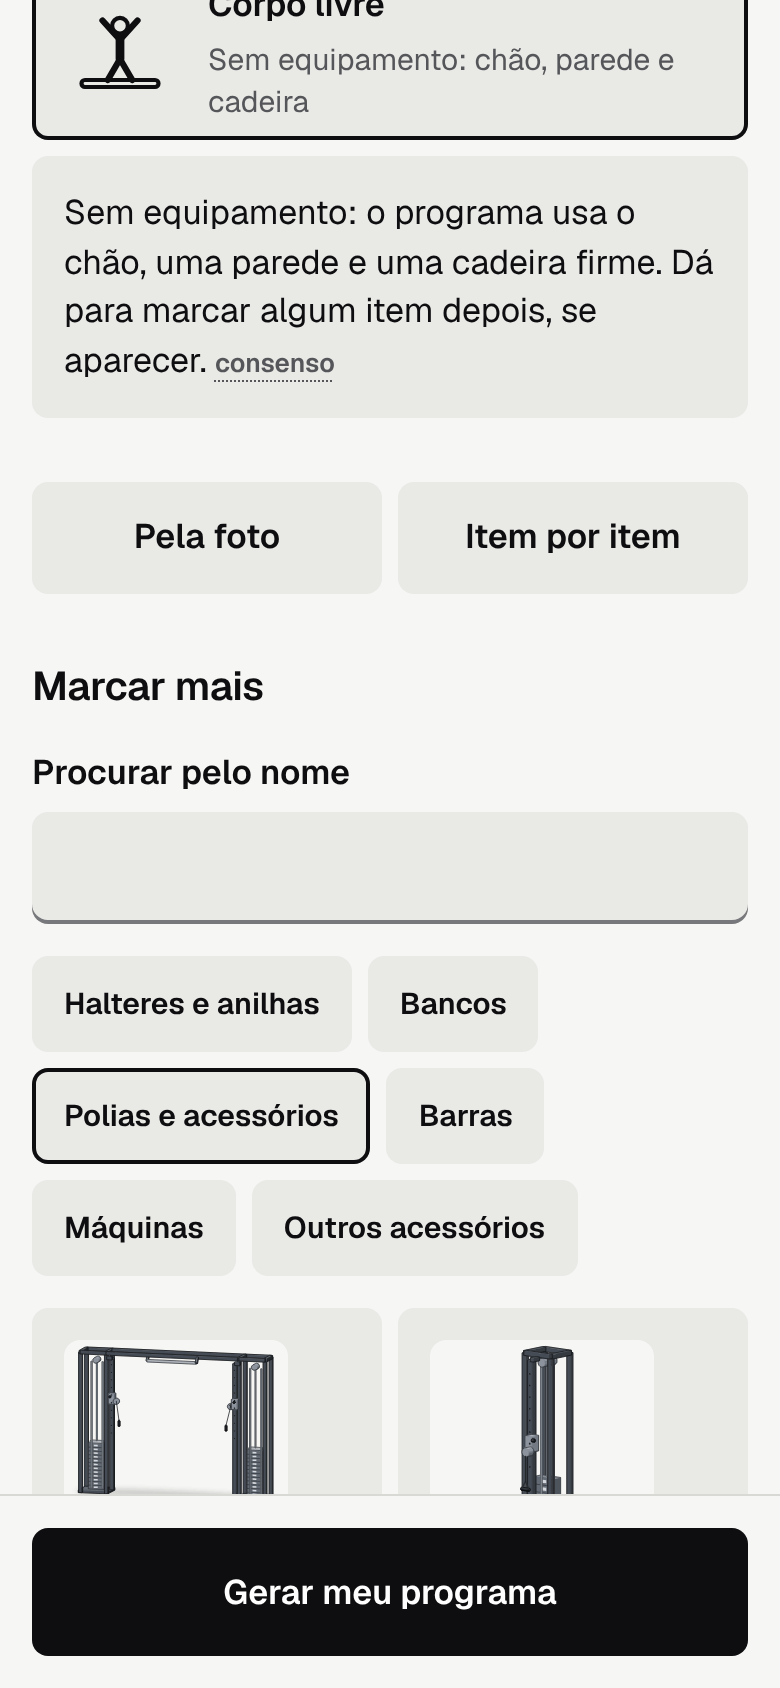 Corpo livre
Sem equipamento: chão, parede e
cadeira
Sem equipamento: o programa usa o
chão, uma parede e uma cadeira firme. Dá
para marcar algum item depois, se
aparecer. consenso
Pela foto
Item por item
Marcar mais
Procurar pelo nome
Halteres e anilhas
Bancos
Polias e acessórios
Barras
Máquinas
Outros acessórios
Gerar meu programa